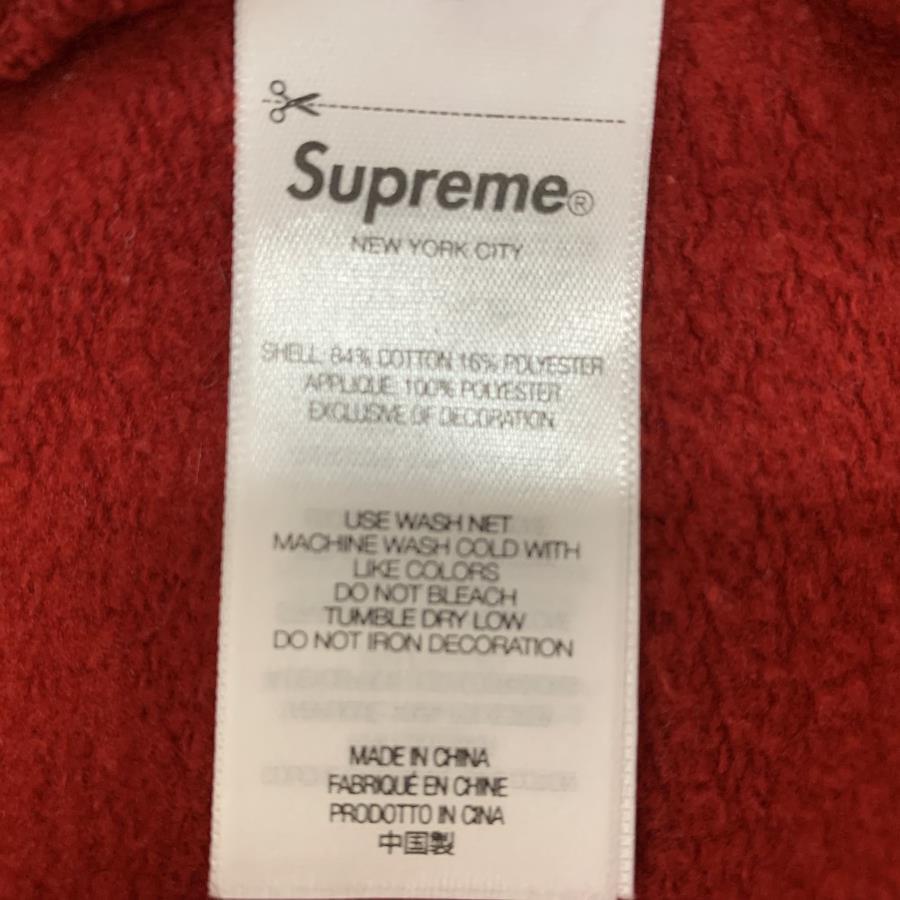 Supreme®
NEW YORK CITY
SHELL: 84% COTTON 16% POLYESTER
APPLIQUE: 100% POLYESTER
EXCLUSIVE OF DECORATION
USE WASH NET
MACHINE WASH COLD WITH
LIKE COLORS
DO NOT BLEACH
TUMBLE DRY LOW
DO NOT IRON DECORATION
MADE IN CHINA
FABRIQUÉ EN CHINE
PRODOTTO IN CINA
中国製